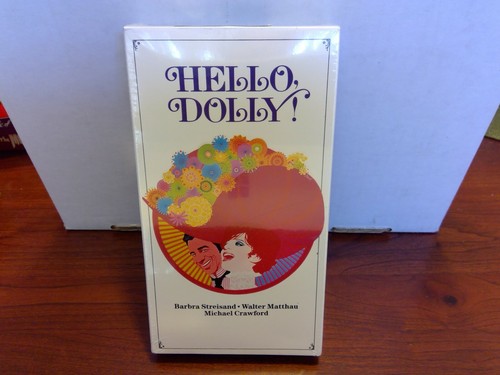 HELLO,
DOLLY!
Barbra Streisand • Walter Matthau
Michael Crawford